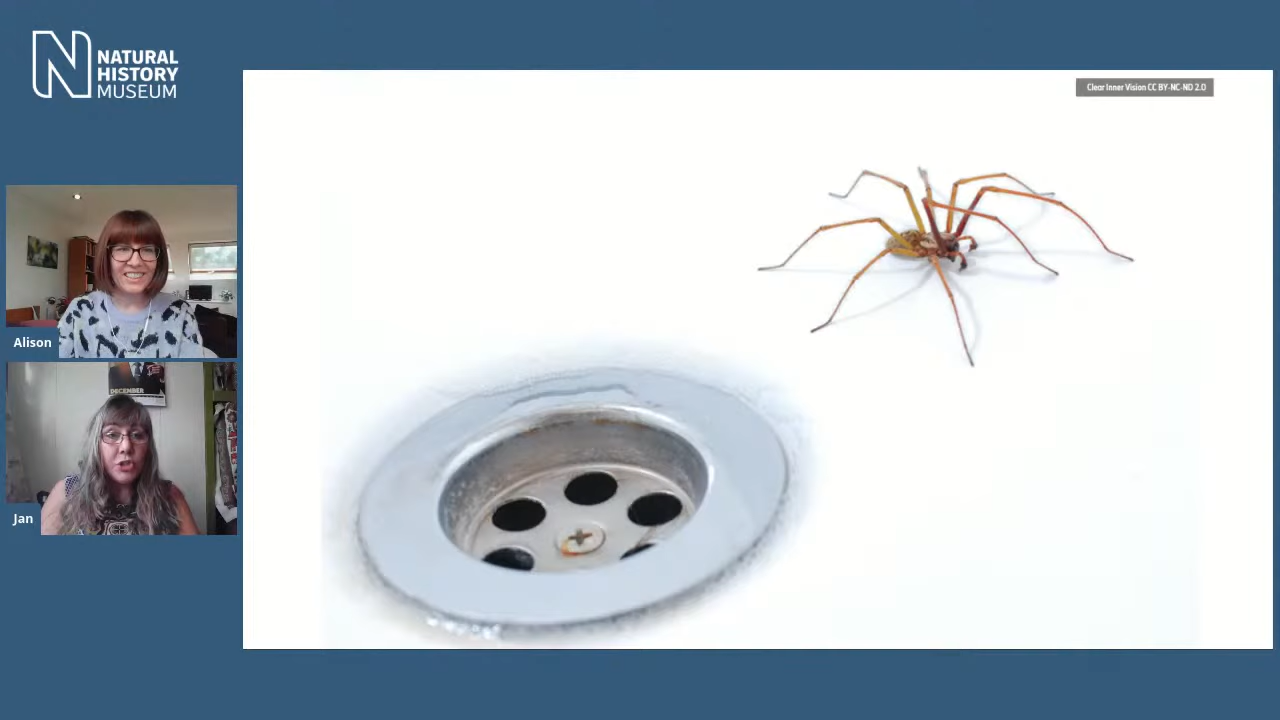 NATURAL
HISTORY
MUSEUM
Clear Inner Vision CC BY-NC-ND 2.0
Alison
DECEMBER
Jan